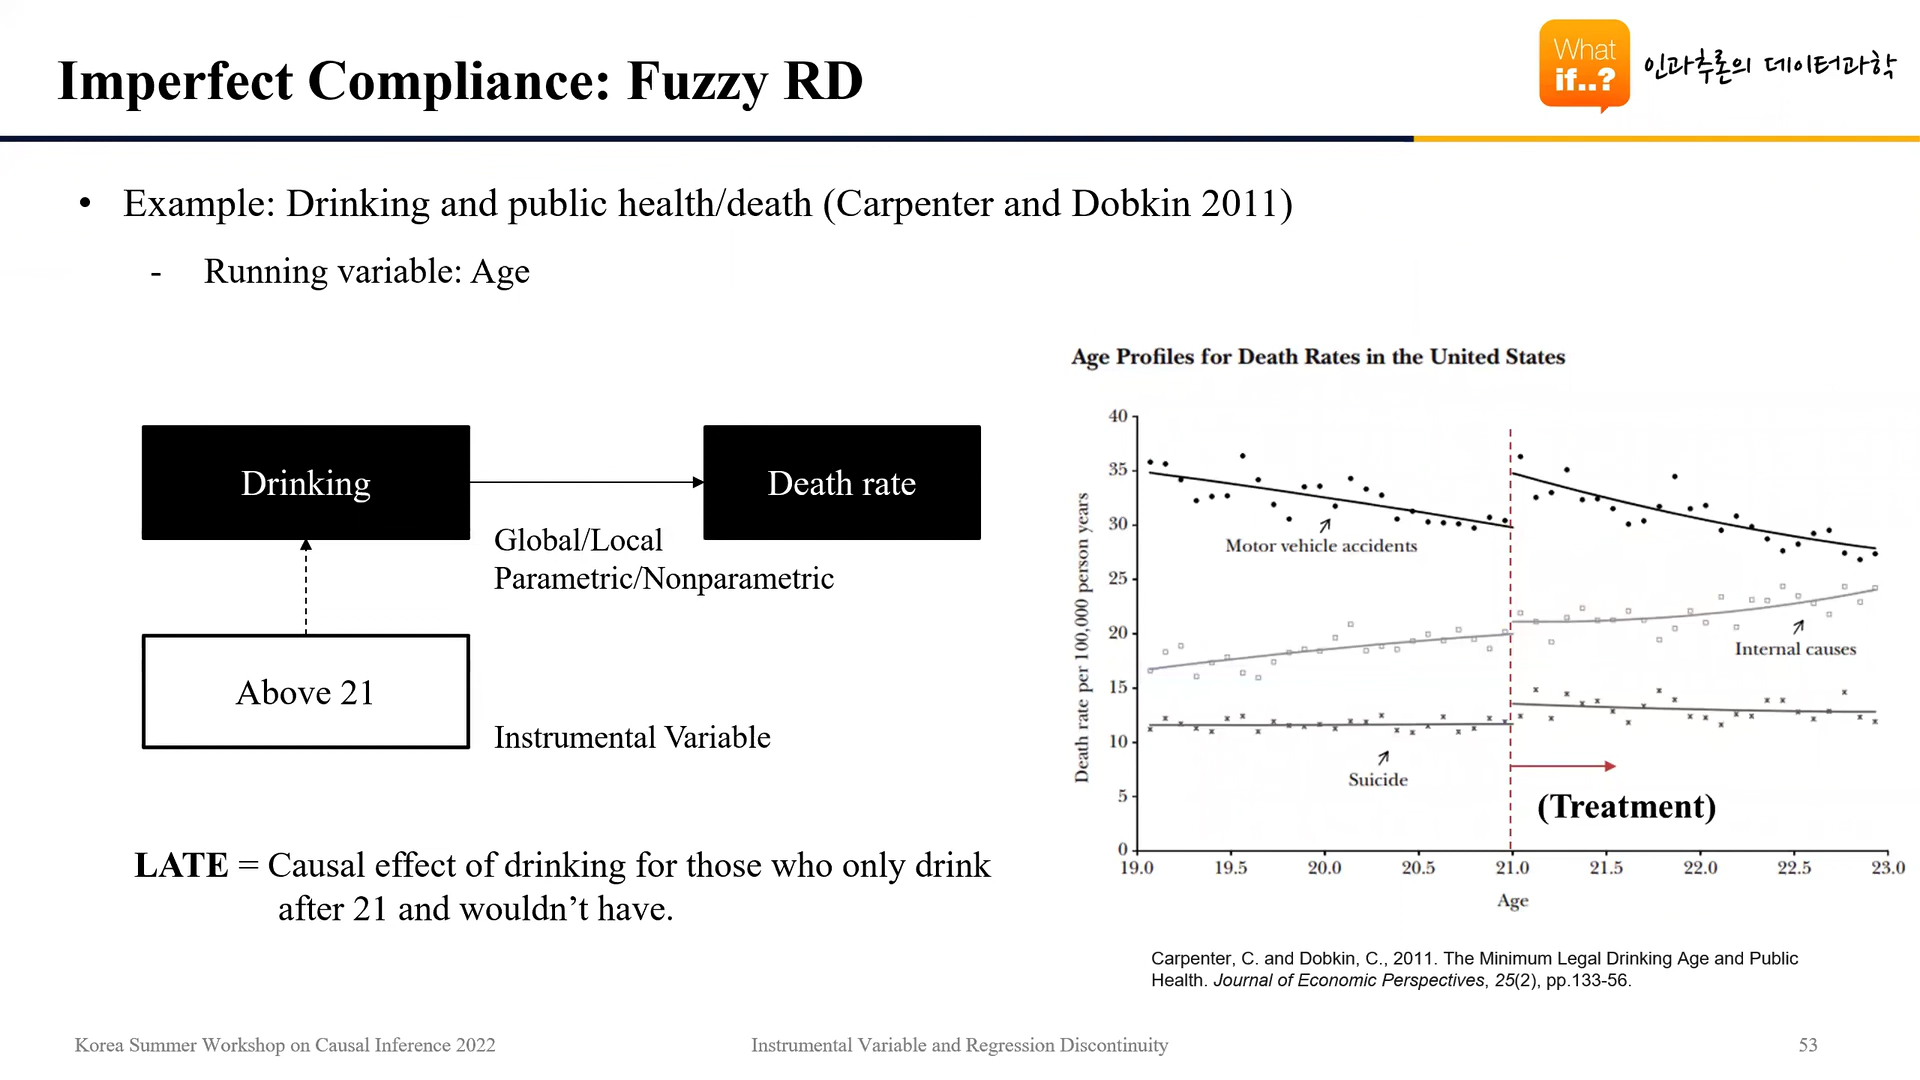 Imperfect Compliance: Fuzzy RD
What
if..?
인과추론의 데이터과학
• Example: Drinking and public health/death (Carpenter and Dobkin 2011)
- Running variable: Age
Drinking
Death rate
Global/Local
Parametric/Nonparametric
Above 21
Instrumental Variable
LATE = Causal effect of drinking for those who only drink
after 21 and wouldn’t have.
Age Profiles for Death Rates in the United States
Death rate per 100,000 person years
40
35
30
25
20
15
10
5
0
Motor vehicle accidents
Internal causes
Suicide
(Treatment)
19.0 19.5 20.0 20.5 21.0 21.5 22.0 22.5 23.0
Age
Carpenter, C. and Dobkin, C., 2011. The Minimum Legal Drinking Age and Public
Health. Journal of Economic Perspectives, 25(2), pp.133-56.
Korea Summer Workshop on Causal Inference 2022
Instrumental Variable and Regression Discontinuity
53